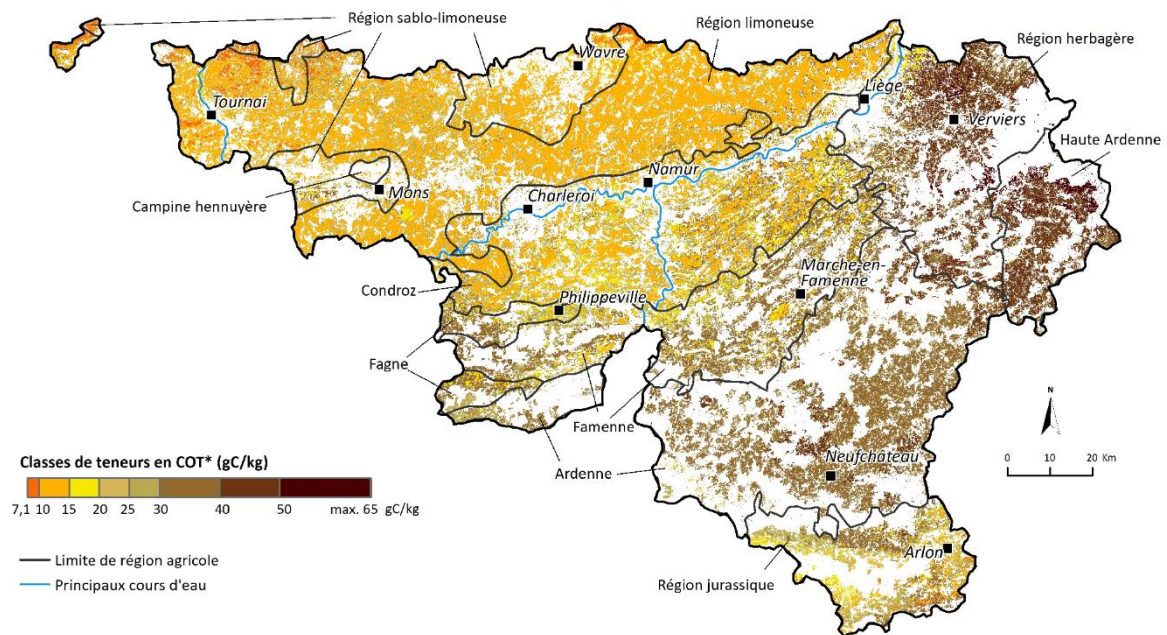 Région sablo-limoneuse
Région limoneuse
Région herbagère
Wavre
Tournai
Liège
Verviers
Haute Ardenne
Namur
Mons
Campine hennuyère
Charleroi
Marche-en-
Famenne
Condroz
Philippeville
Fagne
Famenne
Ardenne
Neufchâteau
Arlon
Région jurassique
N
0 10 20 Km
Classes de teneurs en COT* (gC/kg)
7,1 10 15 20 25 30 40 50 max. 65 gC/kg
Limite de région agricole
Principaux cours d'eau